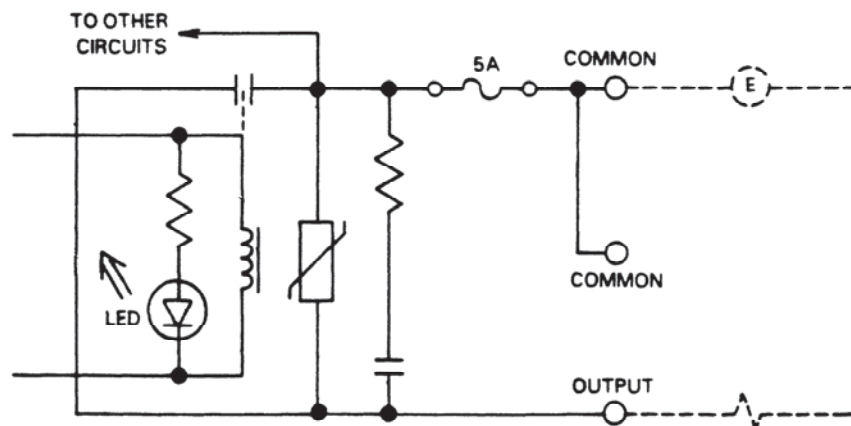 TO OTHER
CIRCUITS
5A
COMMON
E
COMMON
LED
OUTPUT